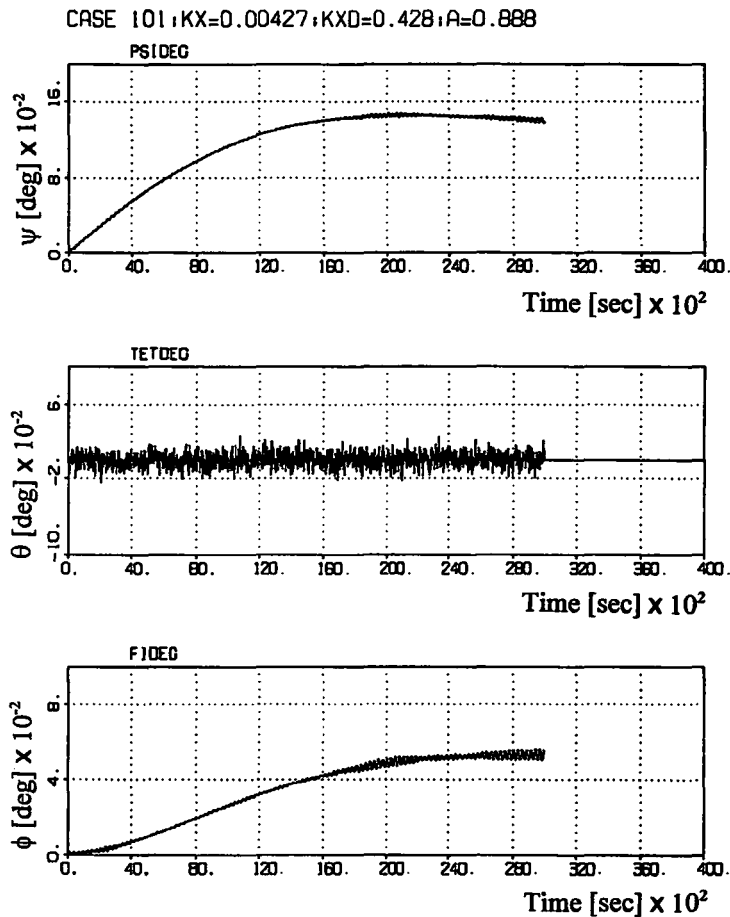 CASE 101;KX=0.00427;KXD=0.428;A=0.888
PSIDEG
ψ [deg] x 10⁻²
16.
8.
0.
0. 40. 80. 120. 160. 200. 240. 280. 320. 360. 400.
Time [sec] x 10²
TETDEG
θ [deg] x 10⁻²
6.
-2.
-10.
0. 40. 80. 120. 160. 200. 240. 280. 320. 360. 400.
Time [sec] x 10²
FIDEG
ϕ [deg] x 10⁻²
8.
4.
0.
0. 40. 80. 120. 160. 200. 240. 280. 320. 360. 400.
Time [sec] x 10²